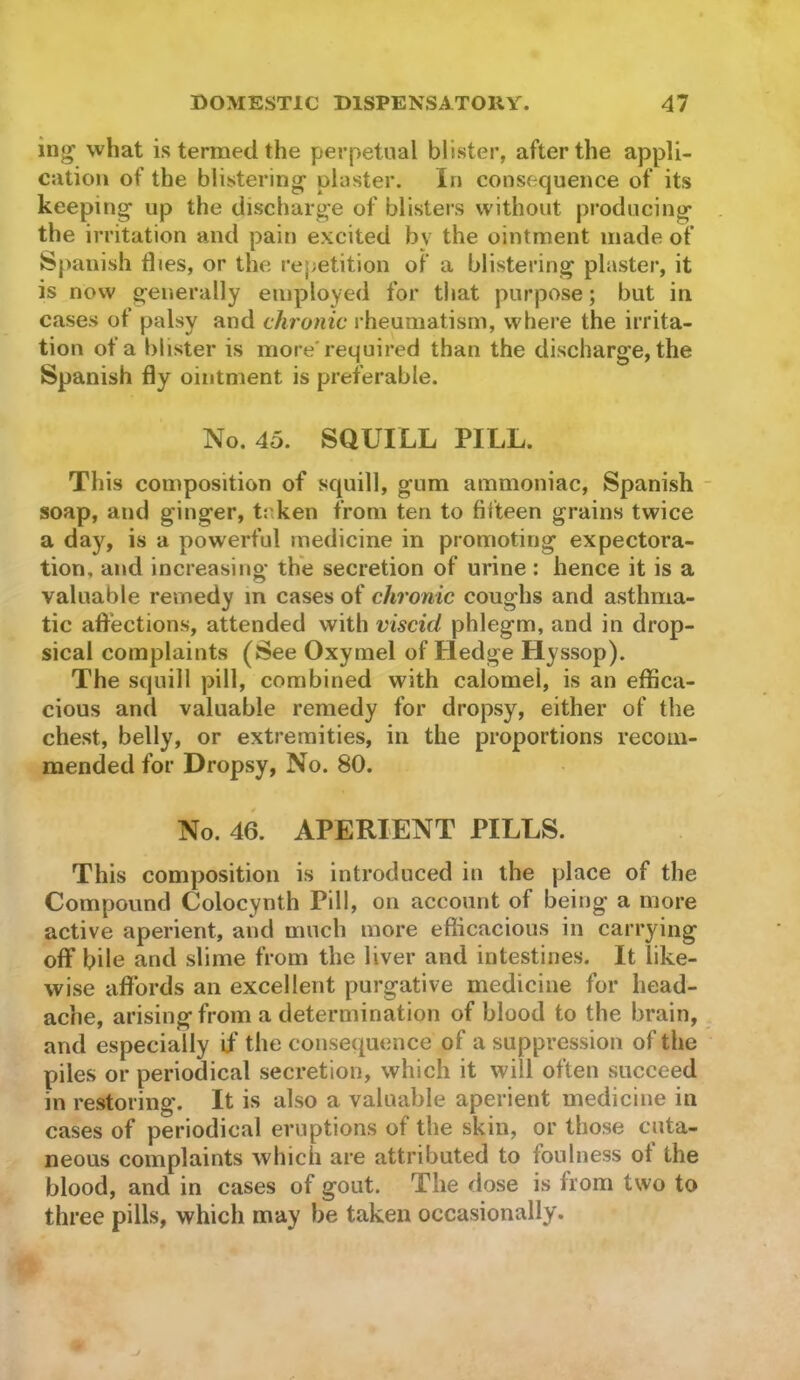 DOMESTIC DISPENSATORY. 47
ing what is termed the perpetual blister, after the appli-
cation of the blistering plaster. In consequence of its
keeping up the discharge of blisters without producing
the irritation and pain excited by the ointment made of
Spanish flies, or the repetition of a blistering plaster, it
is now generally employed for that purpose; but in
cases of palsy and chronic rheumatism, where the irrita-
tion of a blister is more required than the discharge, the
Spanish fly ointment is preferable.
No. 45. SQUILL PILL.
This composition of squill, gum ammoniac, Spanish
soap, and ginger, taken from ten to fifteen grains twice
a day, is a powerful medicine in promoting expectora-
tion, and increasing the secretion of urine: hence it is a
valuable remedy in cases of chronic coughs and asthma-
tic affections, attended with viscid phlegm, and in drop-
sical complaints (See Oxymel of Hedge Hyssop).
The squill pill, combined with calomel, is an effica-
cious and valuable remedy for dropsy, either of the
chest, belly, or extremities, in the proportions recom-
mended for Dropsy, No. 80.
No. 46. APERIENT PILLS.
This composition is introduced in the place of the
Compound Colocynth Pill, on account of being a more
active aperient, and much more efficacious in carrying
off bile and slime from the liver and intestines. It like-
wise affords an excellent purgative medicine for head-
ache, arising from a determination of blood to the brain,
and especially if the consequence of a suppression of the
piles or periodical secretion, which it will often succeed
in restoring. It is also a valuable aperient medicine in
cases of periodical eruptions of the skin, or those cuta-
neous complaints which are attributed to foulness of the
blood, and in cases of gout. The dose is from two to
three pills, which may be taken occasionally.